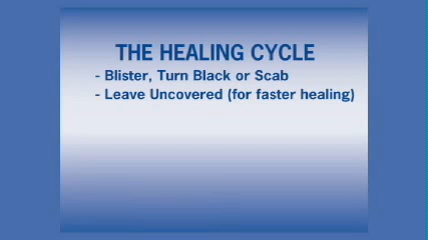 THE HEALING CYCLE
- Blister, Turn Black or Scab
- Leave Uncovered (for faster healing)